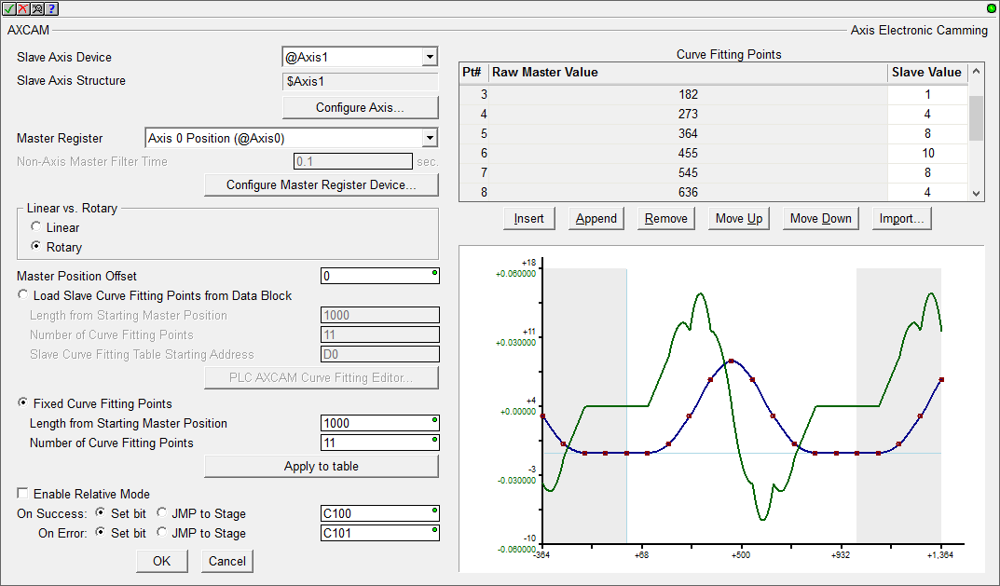 AXCAM
Axis Electronic Camming
Slave Axis Device @Axis1
Slave Axis Structure $Axis1
Configure Axis...
Master Register Axis 0 Position (@Axis0)
Non-Axis Master Filter Time 0.1 sec.
Configure Master Register Device...
Linear vs. Rotary
Linear
Rotary
Master Position Offset 0
Load Slave Curve Fitting Points from Data Block
Length from Starting Master Position 1000
Number of Curve Fitting Points 11
Slave Curve Fitting Table Starting Address D0
PLC AXCAM Curve Fitting Editor...
Fixed Curve Fitting Points
Length from Starting Master Position 1000
Number of Curve Fitting Points 11
Apply to table
Enable Relative Mode
On Success: Set bit JMP to Stage C100
On Error: Set bit JMP to Stage C101
OK Cancel
Curve Fitting Points
Pt# Raw Master Value Slave Value
3 182 1
4 273 4
5 364 8
6 455 10
7 545 8
8 636 4
Insert Append Remove Move Up Move Down Import...
+18
+0.060000
+11
+0.030000
+4
+0.00000
-3
-0.030000
-10
-0.060000
-364 +68 +500 +932 +1,364